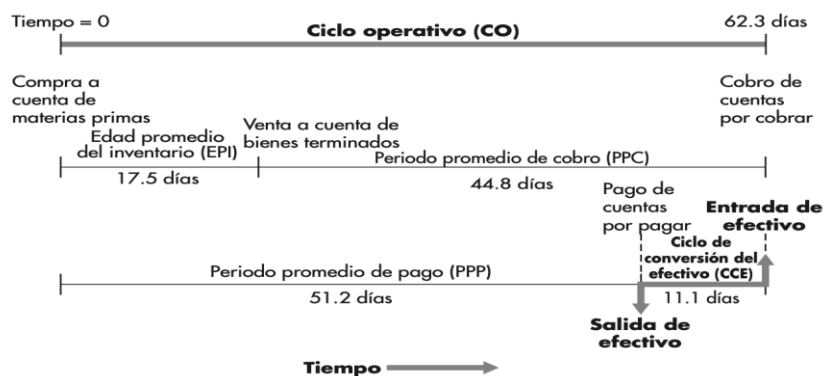 Tiempo = 0
Ciclo operativo (CO)
62.3 días
Compra a
cuenta de
materias primas
Cobro de
cuentas
por cobrar
Edad promedio
del inventario (EPI)
17.5 días
Venta a cuenta de
bienes terminados
Periodo promedio de cobro (PPC)
44.8 días
Pago de
cuentas
por pagar
Entrada de
efectivo
Periodo promedio de pago (PPP)
51.2 días
Ciclo de
conversión del
efectivo (CCE)
11.1 días
Salida de
efectivo
Tiempo